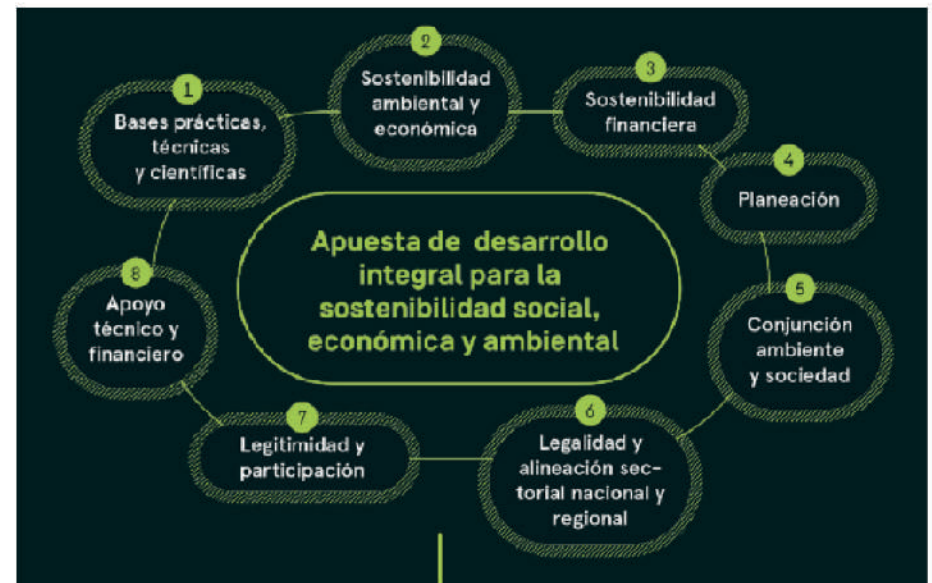 1
Bases prácticas,
técnicas
y científicas
2
Sostenibilidad
ambiental y
económica
3
Sostenibilidad
financiera
4
Planeación
5
Conjunción
ambiente
y sociedad
6
Legalidad y
alineación sec-
torial nacional y
regional
7
Legitimidad y
participación
8
Apoyo
técnico y
financiero
Apuesta de desarrollo
integral para la
sostenibilidad social,
económica y ambiental